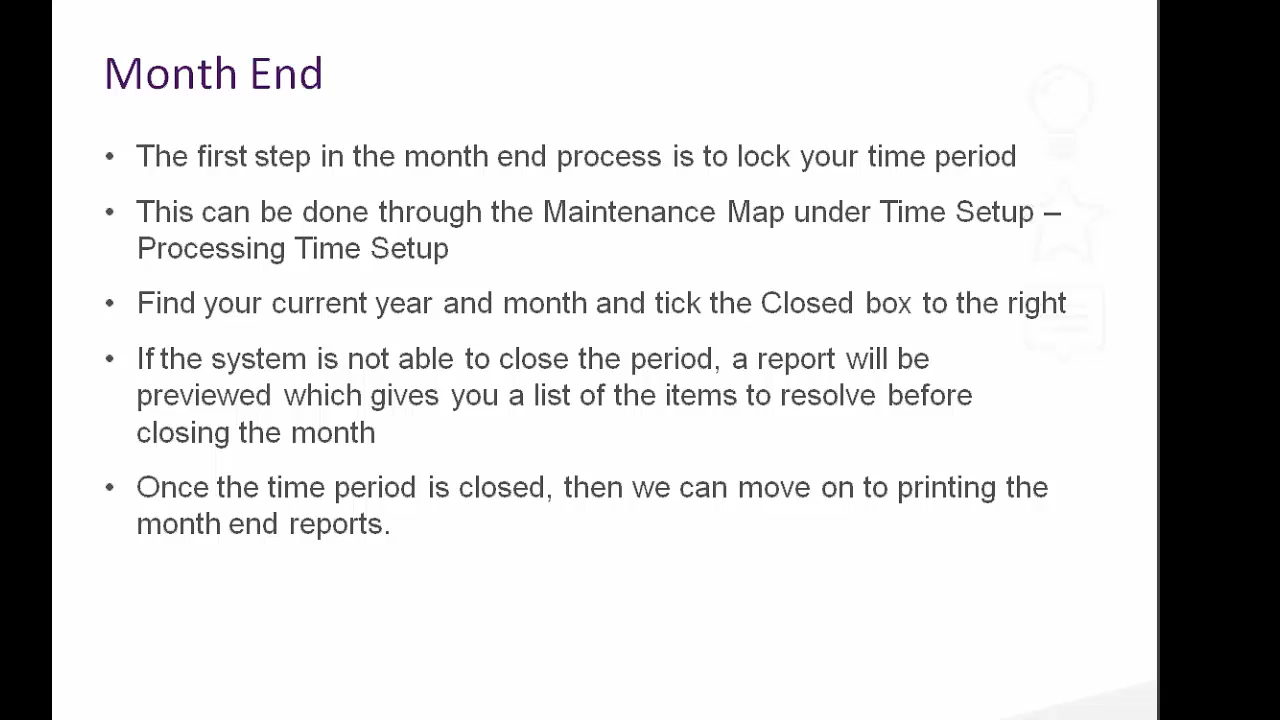 Month End
• The first step in the month end process is to lock your time period
• This can be done through the Maintenance Map under Time Setup –
Processing Time Setup
• Find your current year and month and tick the Closed box to the right
• If the system is not able to close the period, a report will be
previewed which gives you a list of the items to resolve before
closing the month
• Once the time period is closed, then we can move on to printing the
month end reports.